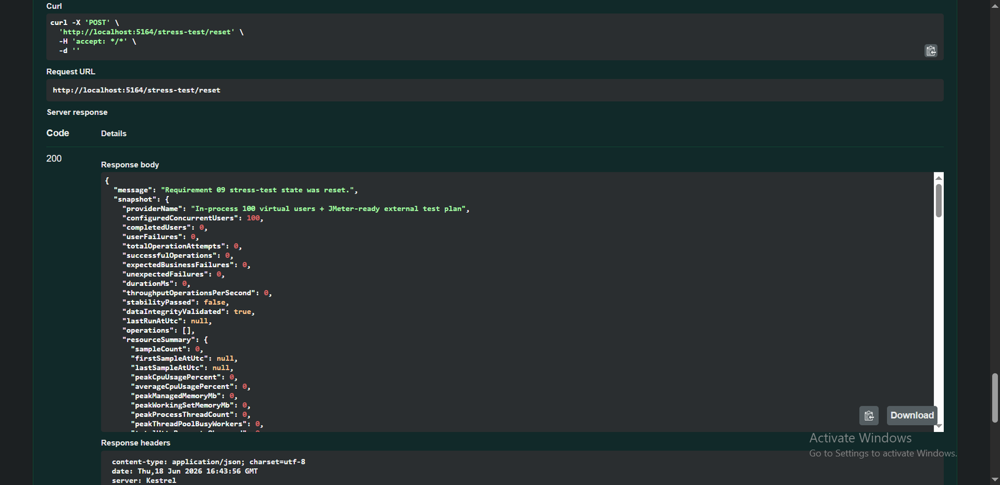 Curl
curl -X 'POST' \
'http://localhost:5164/stress-test/reset' \
-H 'accept: */*' \
-d ''
Request URL
http://localhost:5164/stress-test/reset
Server response
Code Details
200
Response body
{
"message": "Requirement 09 stress-test state was reset.",
"snapshot": {
"providerName": "In-process 100 virtual users + JMeter-ready external test plan",
"configuredConcurrentUsers": 100,
"completedUsers": 0,
"userFailures": 0,
"totalOperationAttempts": 0,
"successfulOperations": 0,
"expectedBusinessFailures": 0,
"unexpectedFailures": 0,
"durationMs": 0,
"throughputOperationsPerSecond": 0,
"stabilityPassed": false,
"dataIntegrityValidated": true,
"lastRunAtUtc": null,
"operations": [],
"resourceSummary": {
"sampleCount": 0,
"firstSampleAtUtc": null,
"lastSampleAtUtc": null,
"peakCpuUsagePercent": 0,
"averageCpuUsagePercent": 0,
"peakManagedMemoryMb": 0,
"peakWorkingSetMemoryMb": 0,
"peakProcessThreadCount": 0,
"peakThreadPoolBusyWorkers": 0,
Download
Response headers
content-type: application/json; charset=utf-8
date: Thu,18 Jun 2026 16:43:56 GMT
server: Kestrel
Activate Windows
Go to Settings to activate Windows.